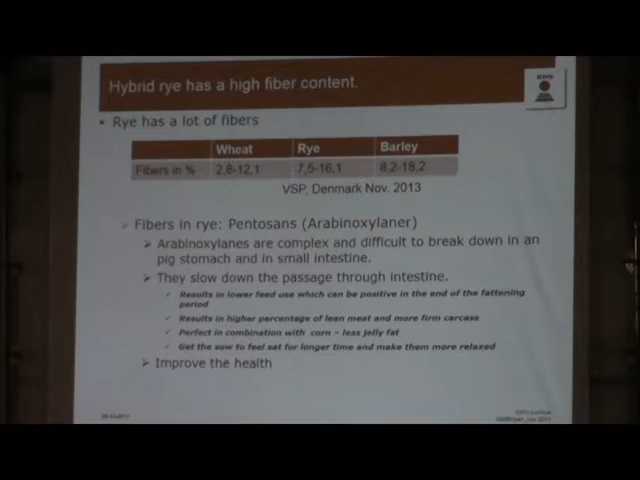 Hybrid rye has a high fiber content.
KWS
• Rye has a lot of fibers
Wheat Rye Barley
Fibers in % 2,8-12,1 7,5-16,1 8,2-18,2
VSP, Denmark Nov. 2013
Fibers in rye: Pentosans (Arabinoxylaner)
Arabinoxylanes are complex and difficult to break down in an
pig stomach and in small intestine.
They slow down the passage through intestine.
✓ Results in lower feed use which can be positive in the end of the fattening
period
✓ Results in higher percentage of lean meat and more firm carcass
✓ Perfect in combination with corn – less jelly fat
✓ Get the sow to feel sat for longer time and make them more relaxed
Improve the health